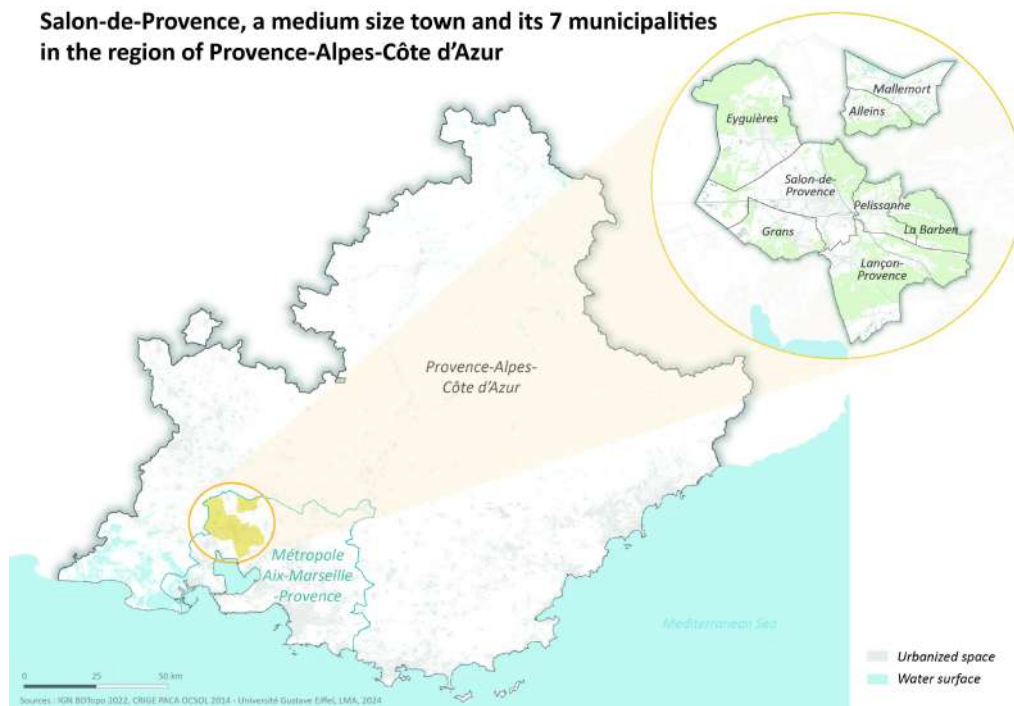 Salon-de-Provence, a medium size town and its 7 municipalities
in the region of Provence-Alpes-Côte d'Azur
Mallemort
Alleins
Eyguières
Salon-de-
Provence
Pelissanne
La Barben
Grans
Lançon-
Provence
Provence-Alpes-
Côte d'Azur
Métropole
Aix-Marseille
-Provence
Mediterranean Sea
Urbanized space
Water surface
0 25 50 km
Sources : IGN BDTopo 2022, CRIGE PACA OCSOL 2014 - Université Gustave Eiffel, LMA, 2024